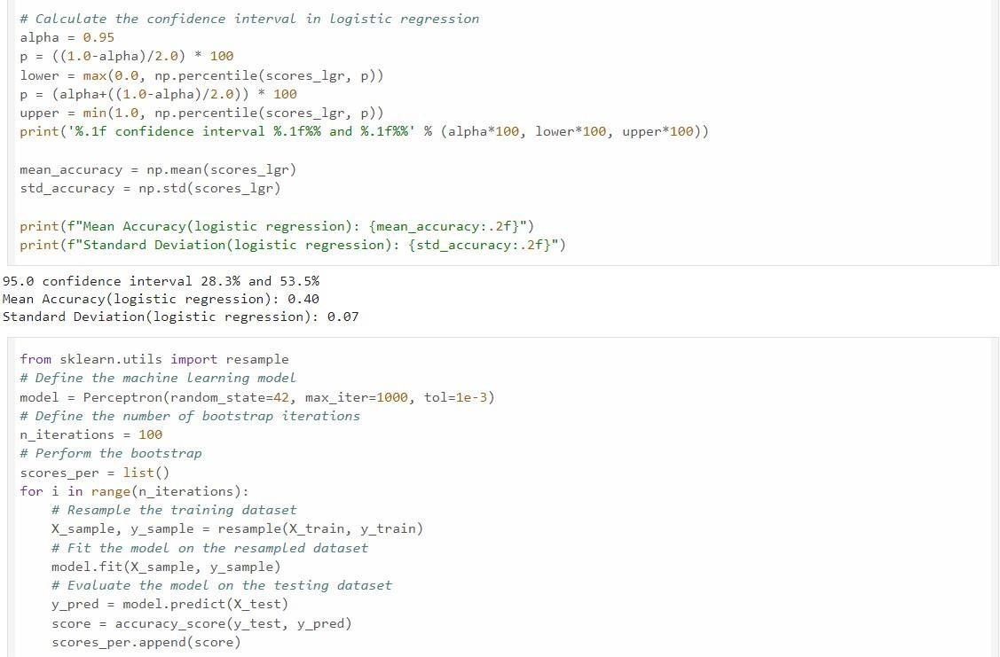 # Calculate the confidence interval in logistic regression
alpha = 0.95
p = ((1.0-alpha)/2.0) * 100
lower = max(0.0, np.percentile(scores_lgr, p))
p = (alpha+((1.0-alpha)/2.0)) * 100
upper = min(1.0, np.percentile(scores_lgr, p))
print('%.1f confidence interval %.1f%% and %.1f%%' % (alpha*100, lower*100, upper*100))
mean_accuracy = np.mean(scores_lgr)
std_accuracy = np.std(scores_lgr)
print(f"Mean Accuracy(logistic regression): {mean_accuracy:.2f}")
print(f"Standard Deviation(logistic regression): {std_accuracy:.2f}")
95.0 confidence interval 28.3% and 53.5%
Mean Accuracy(logistic regression): 0.40
Standard Deviation(logistic regression): 0.07
from sklearn.utils import resample
# Define the machine learning model
model = Perceptron(random_state=42, max_iter=1000, tol=1e-3)
# Define the number of bootstrap iterations
n_iterations = 100
# Perform the bootstrap
scores_per = list()
for i in range(n_iterations):
    # Resample the training dataset
    X_sample, y_sample = resample(X_train, y_train)
    # Fit the model on the resampled dataset
    model.fit(X_sample, y_sample)
    # Evaluate the model on the testing dataset
    y_pred = model.predict(X_test)
    score = accuracy_score(y_test, y_pred)
    scores_per.append(score)